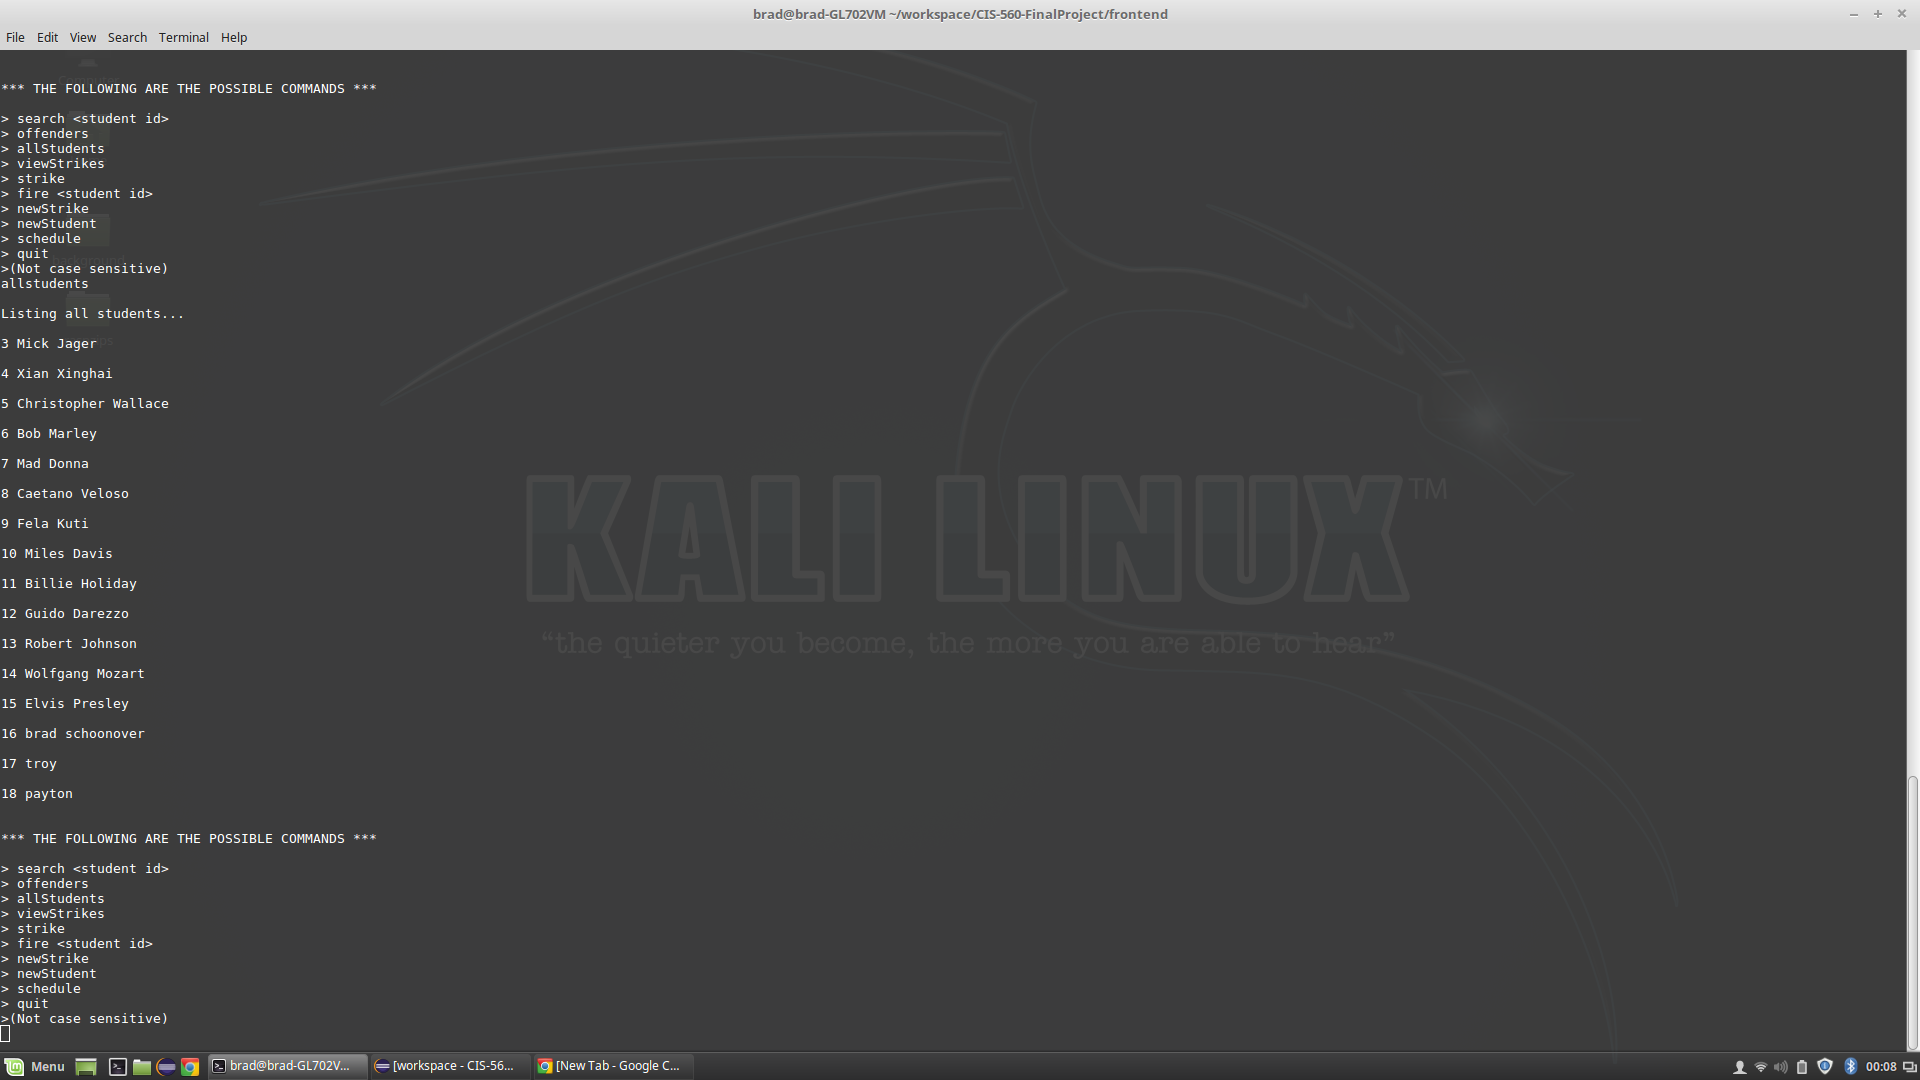 brad@brad-GL702VM ~/workspace/CIS-560-FinalProject/frontend
File Edit View Search Terminal Help
*** THE FOLLOWING ARE THE POSSIBLE COMMANDS ***
> search <student id>
> offenders
> allStudents
> viewStrikes
> strike
> fire <student id>
> newStrike
> newStudent
> schedule
> quit
>(Not case sensitive)
allstudents
Listing all students...
3 Mick Jager
4 Xian Xinghai
5 Christopher Wallace
6 Bob Marley
7 Mad Donna
8 Caetano Veloso
9 Fela Kuti
10 Miles Davis
11 Billie Holiday
12 Guido Darezzo
13 Robert Johnson
14 Wolfgang Mozart
15 Elvis Presley
16 brad schoonover
17 troy
18 payton
*** THE FOLLOWING ARE THE POSSIBLE COMMANDS ***
> search <student id>
> offenders
> allStudents
> viewStrikes
> strike
> fire <student id>
> newStrike
> newStudent
> schedule
> quit
>(Not case sensitive)
KALI LINUX TM
“the quieter you become, the more you are able to hear”
Menu brad@brad-GL702V... [workspace - CIS-56... [New Tab - Google C... 00:08